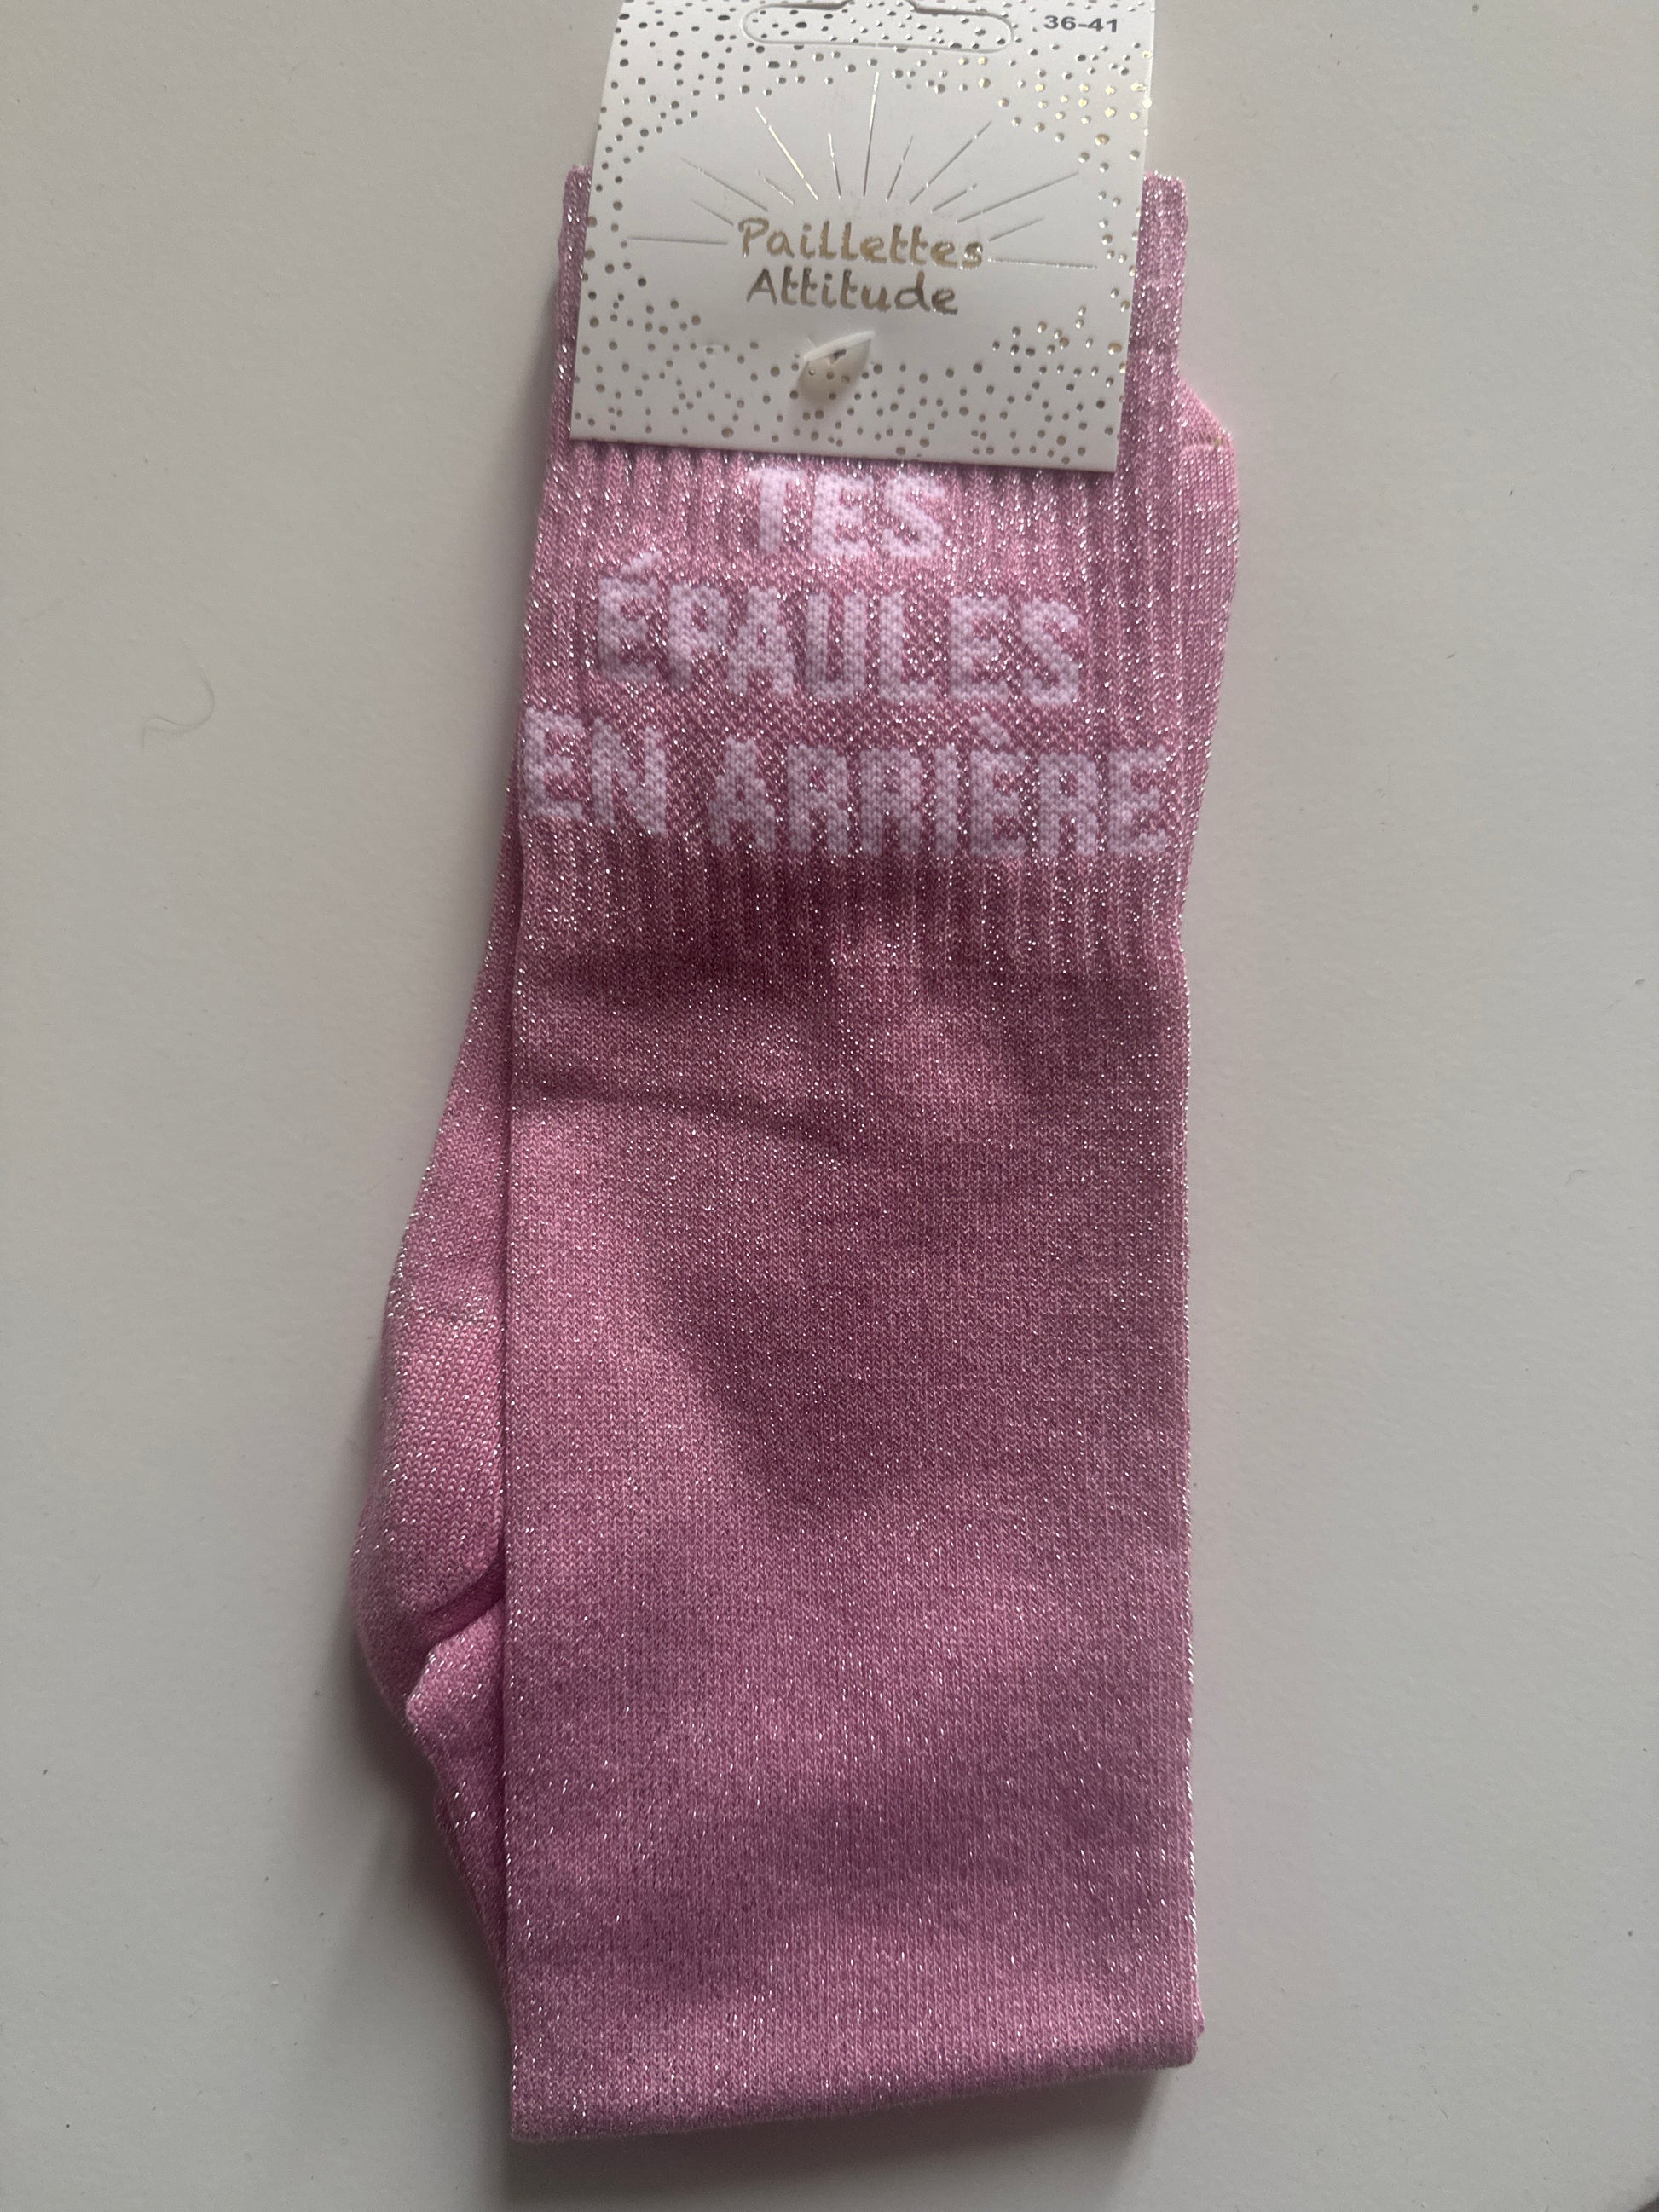 36-41
Paillettes
Attitude
TES
ÉPAULES
EN ARRIÈRE